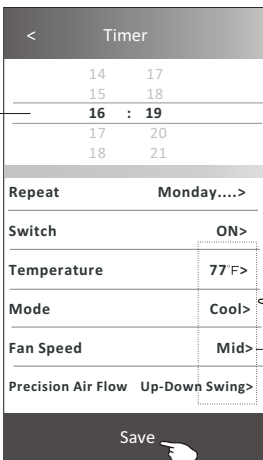 < Timer
14 17
15 18
16 : 19
17 20
18 21
Repeat Monday....>
Switch ON>
Temperature 77°F>
Mode Cool>
Fan Speed Mid>
Precision Air Flow Up-Down Swing>
Save